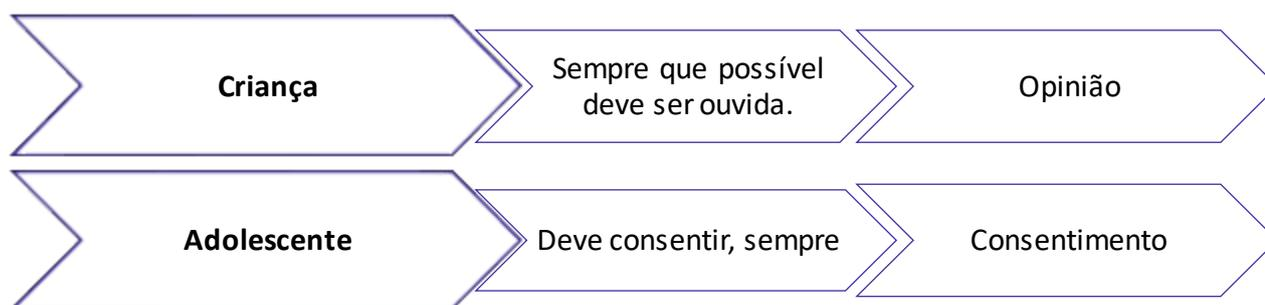 Criança
Sempre que possível
deve ser ouvida.
Opinião
Adolescente
Deve consentir, sempre
Consentimento